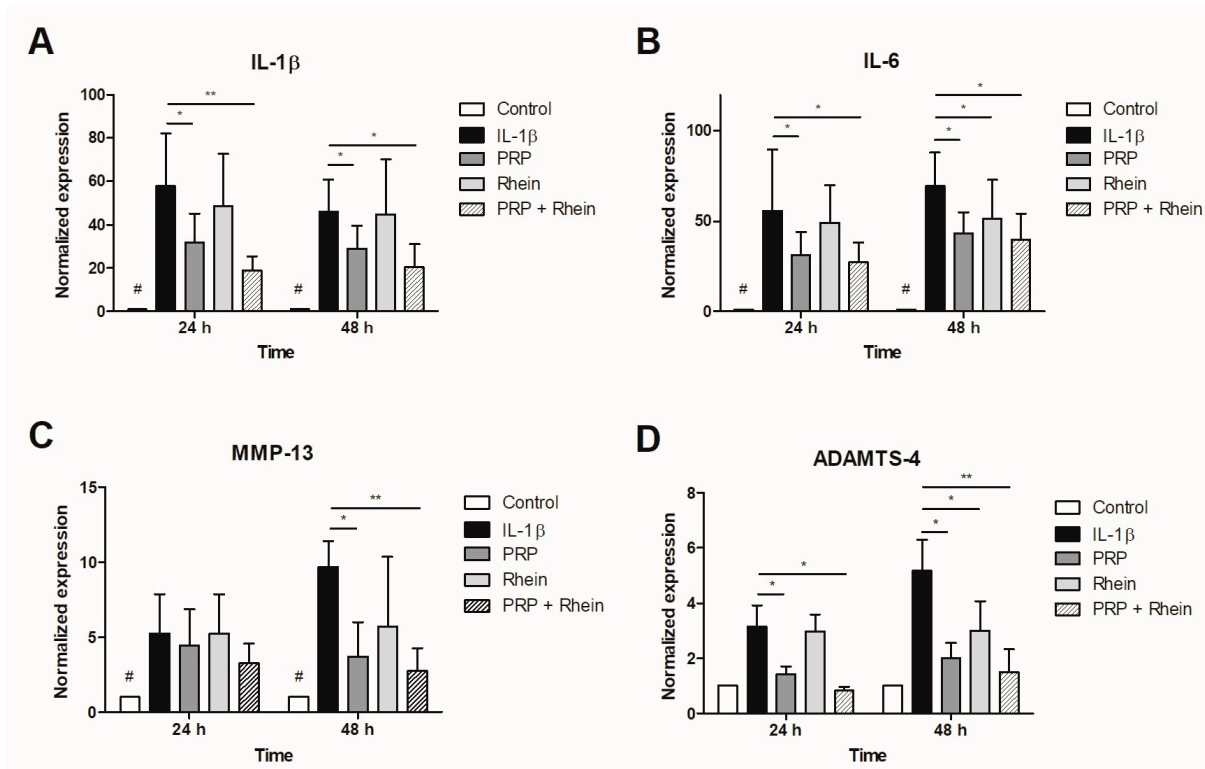 A
IL-1β
Normalized expression
100
80
60
40
20
0
**
*
*
*
#
#
24 h
48 h
Time
Control
IL-1β
PRP
Rhein
PRP + Rhein
B
IL-6
Normalized expression
100
50
0
*
*
*
*
*
#
#
24 h
48 h
Time
Control
IL-1β
PRP
Rhein
PRP + Rhein
C
MMP-13
Normalized expression
15
10
5
0
**
*
#
#
24 h
48 h
Time
Control
IL-1β
PRP
Rhein
PRP + Rhein
D
ADAMTS-4
Normalized expression
8
6
4
2
0
*
*
**
*
*
24 h
48 h
Time
Control
IL-1β
PRP
Rhein
PRP + Rhein